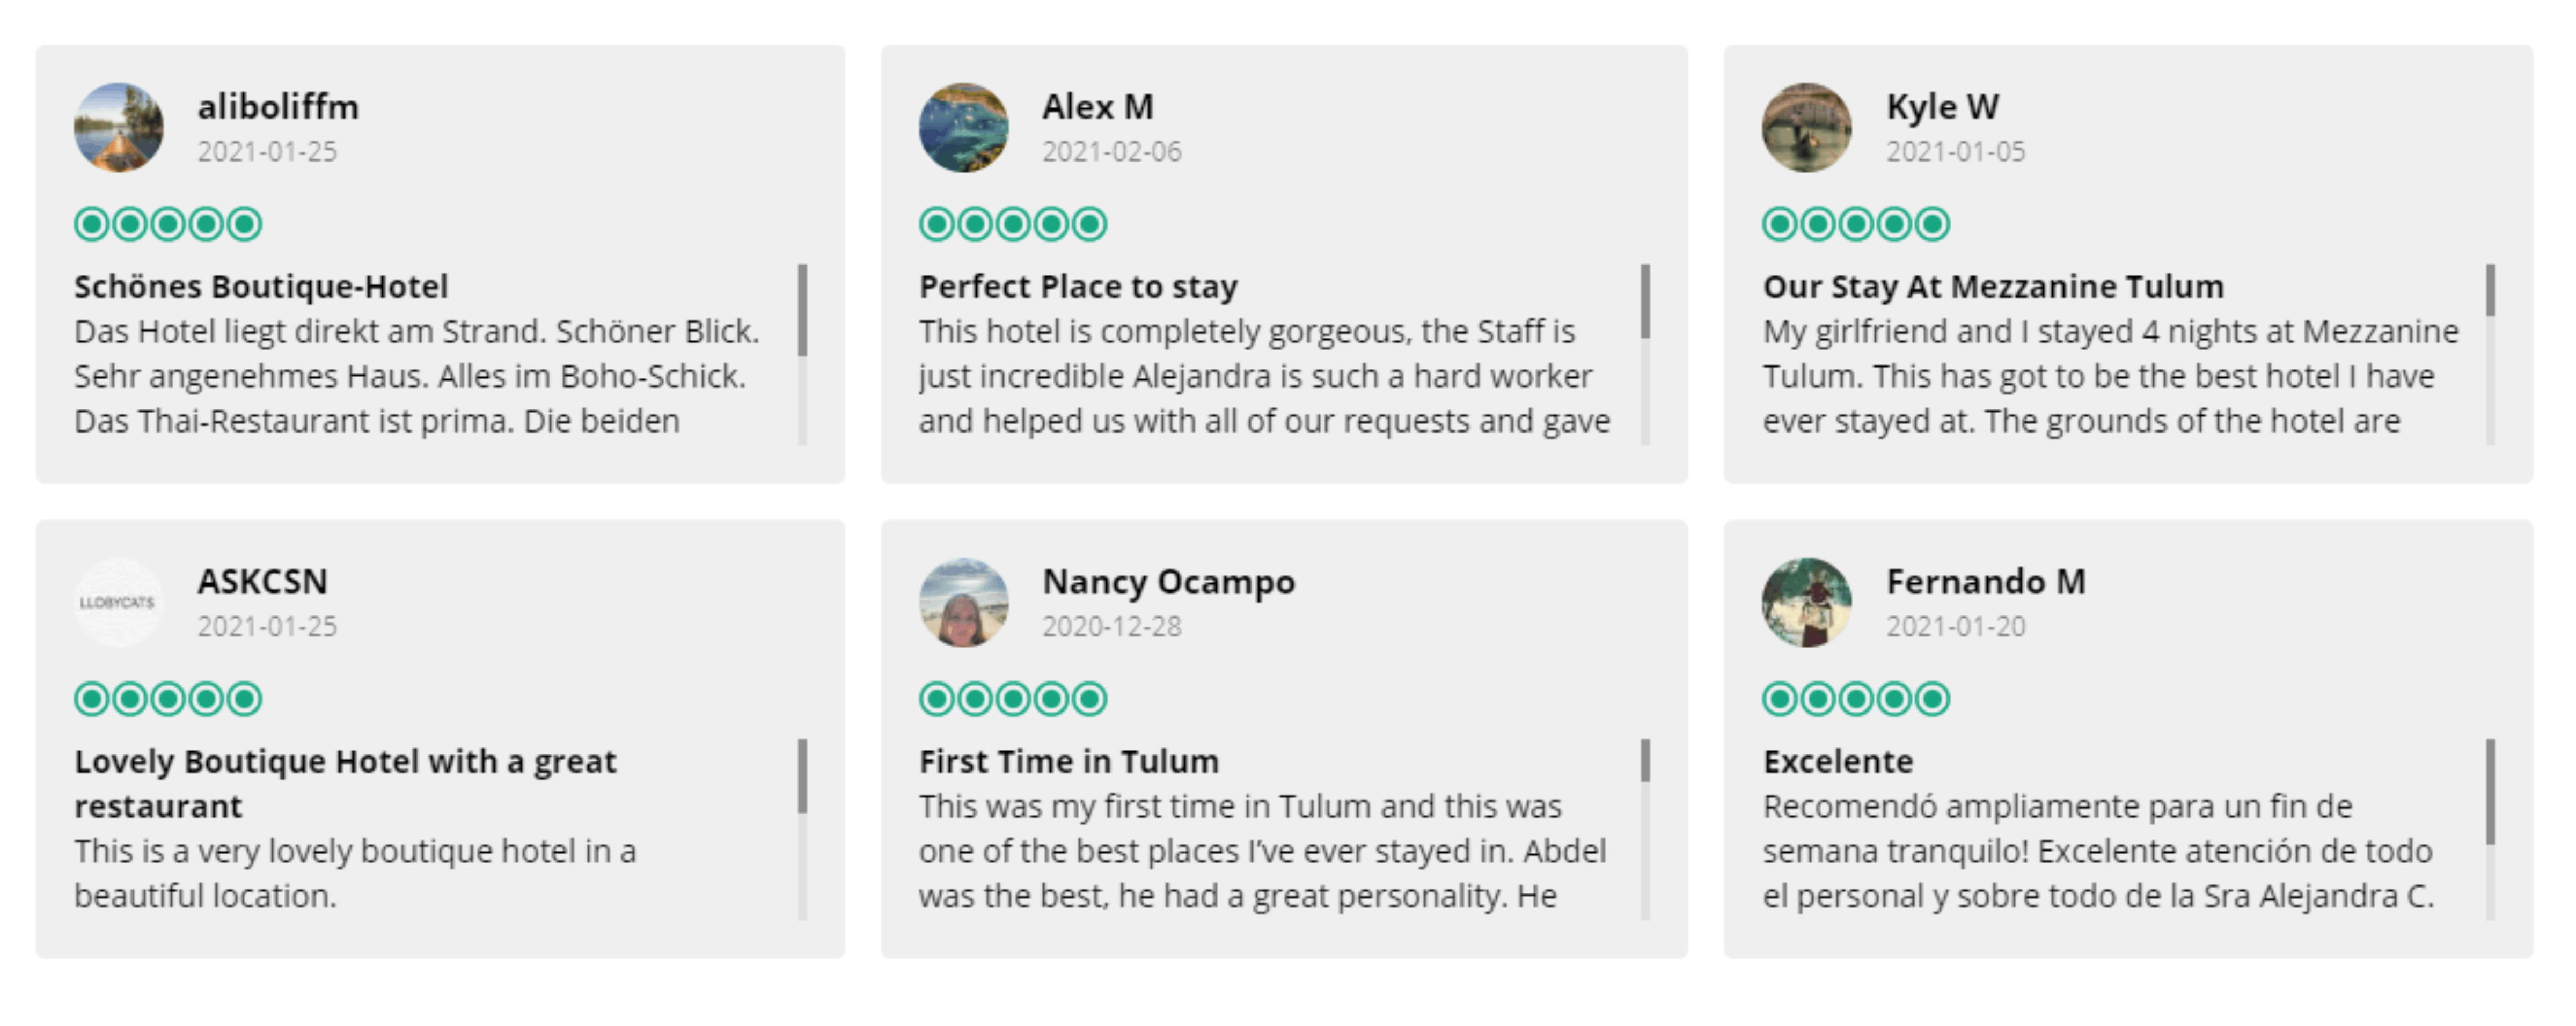 aliboliffm
2021-01-25
Schönes Boutique-Hotel
Das Hotel liegt direkt am Strand. Schöner Blick.
Sehr angenehmes Haus. Alles im Boho-Schick.
Das Thai-Restaurant ist prima. Die beiden
Alex M
2021-02-06
Perfect Place to stay
This hotel is completely gorgeous, the Staff is
just incredible Alejandra is such a hard worker
and helped us with all of our requests and gave
Kyle W
2021-01-05
Our Stay At Mezzanine Tulum
My girlfriend and I stayed 4 nights at Mezzanine
Tulum. This has got to be the best hotel I have
ever stayed at. The grounds of the hotel are
LLOBYCATS
ASKCSN
2021-01-25
Lovely Boutique Hotel with a great
restaurant
This is a very lovely boutique hotel in a
beautiful location.
Nancy Ocampo
2020-12-28
First Time in Tulum
This was my first time in Tulum and this was
one of the best places I've ever stayed in. Abdel
was the best, he had a great personality. He
Fernando M
2021-01-20
Excelente
Recomendó ampliamente para un fin de
semana tranquilo! Excelente atención de todo
el personal y sobre todo de la Sra Alejandra C.